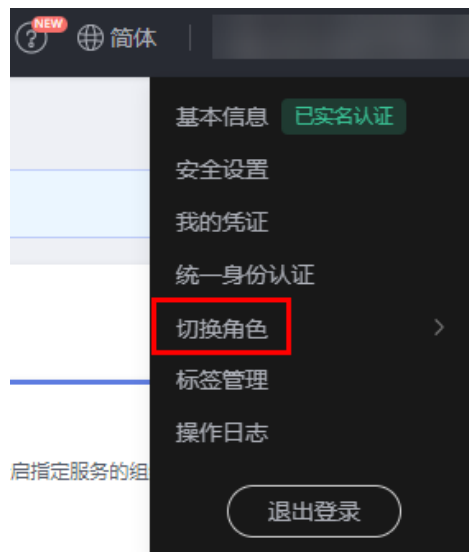 NEW
? 简体
基本信息 已实名认证
安全设置
我的凭证
统一身份认证
切换角色
标签管理
操作日志
启指定服务的组
退出登录